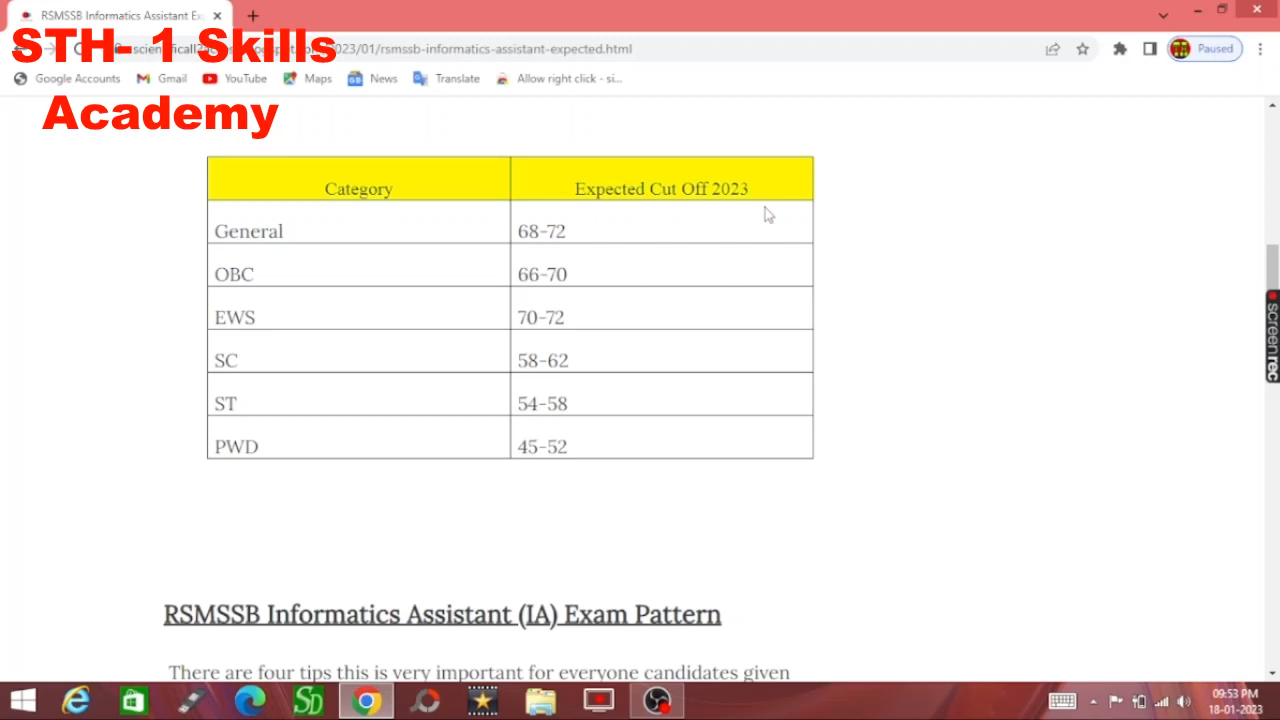 RSMSSB Informatics Assistant Ex
STH- 1 Skills
2023/01/rsmssb-informatics-assistant-expected.html
Paused
Google Accounts
Gmail
YouTube
Maps
News
Translate
Allow right click - si...
Academy
Category Expected Cut Off 2023
General 68-72
OBC 66-70
EWS 70-72
SC 58-62
ST 54-58
PWD 45-52
screenrec
RSMSSB Informatics Assistant (IA) Exam Pattern
There are four tips this is very important for everyone candidates given
SD
09:53 PM
18-01-2023